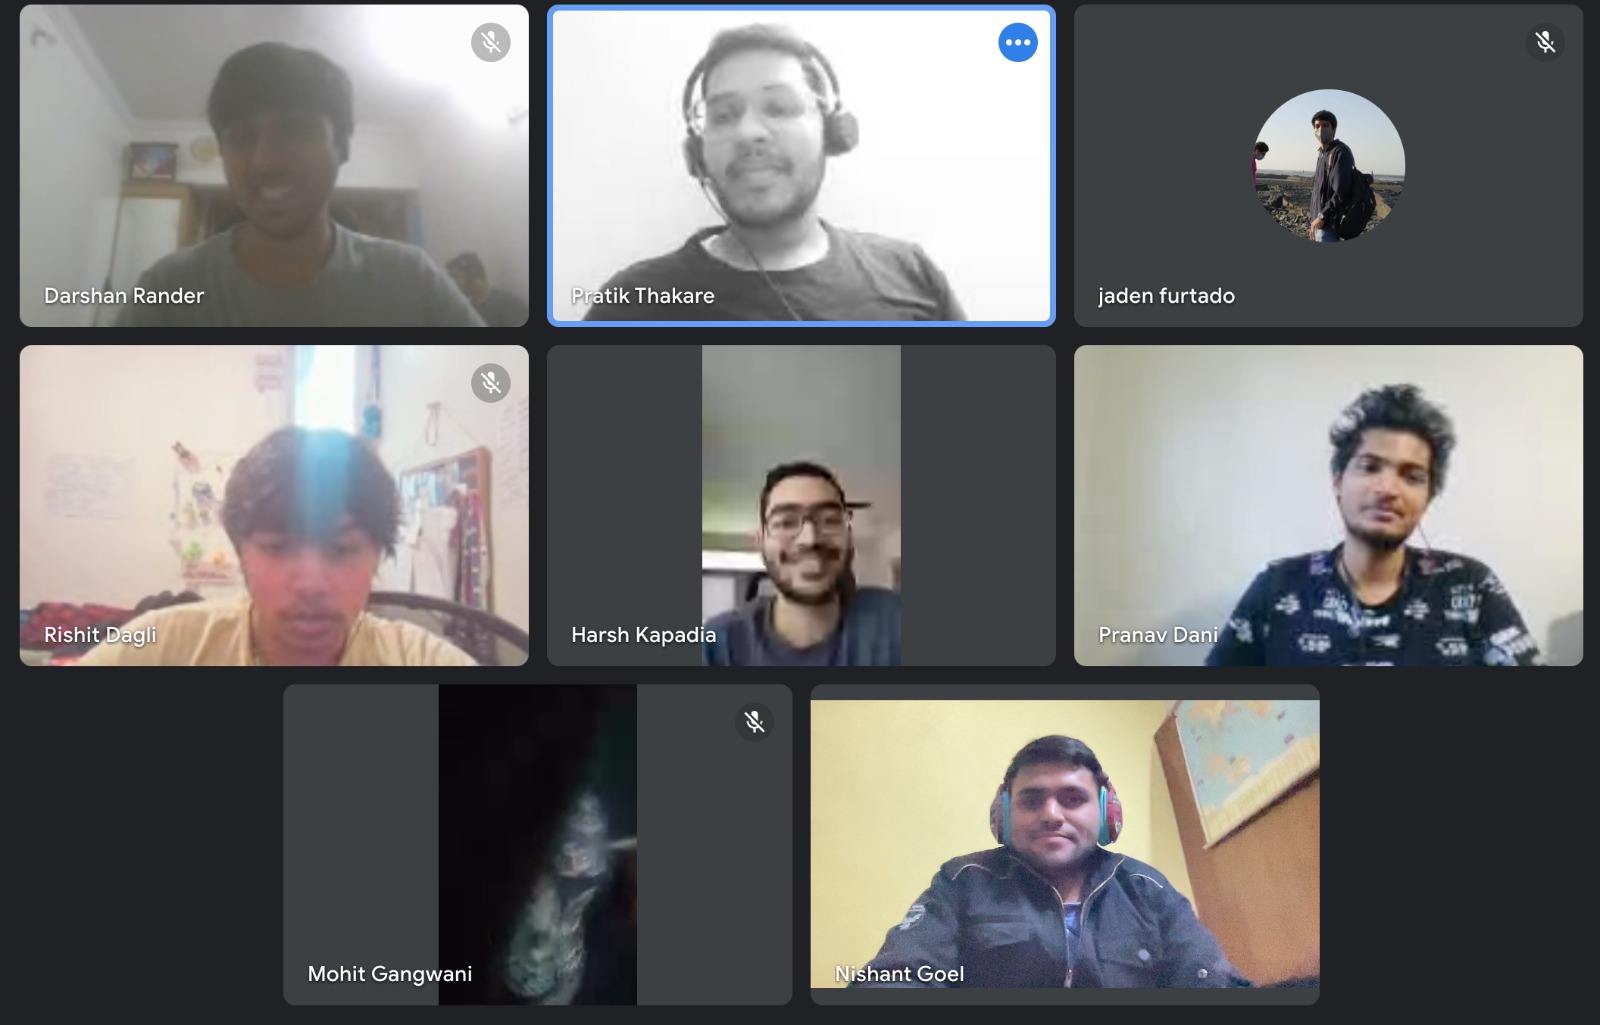 Darshan Rander
Pratik Thakare
jaden furtado
Rishit Dagli
Harsh Kapadia
Pranav Dani
Mohit Gangwani
Nishant Goel